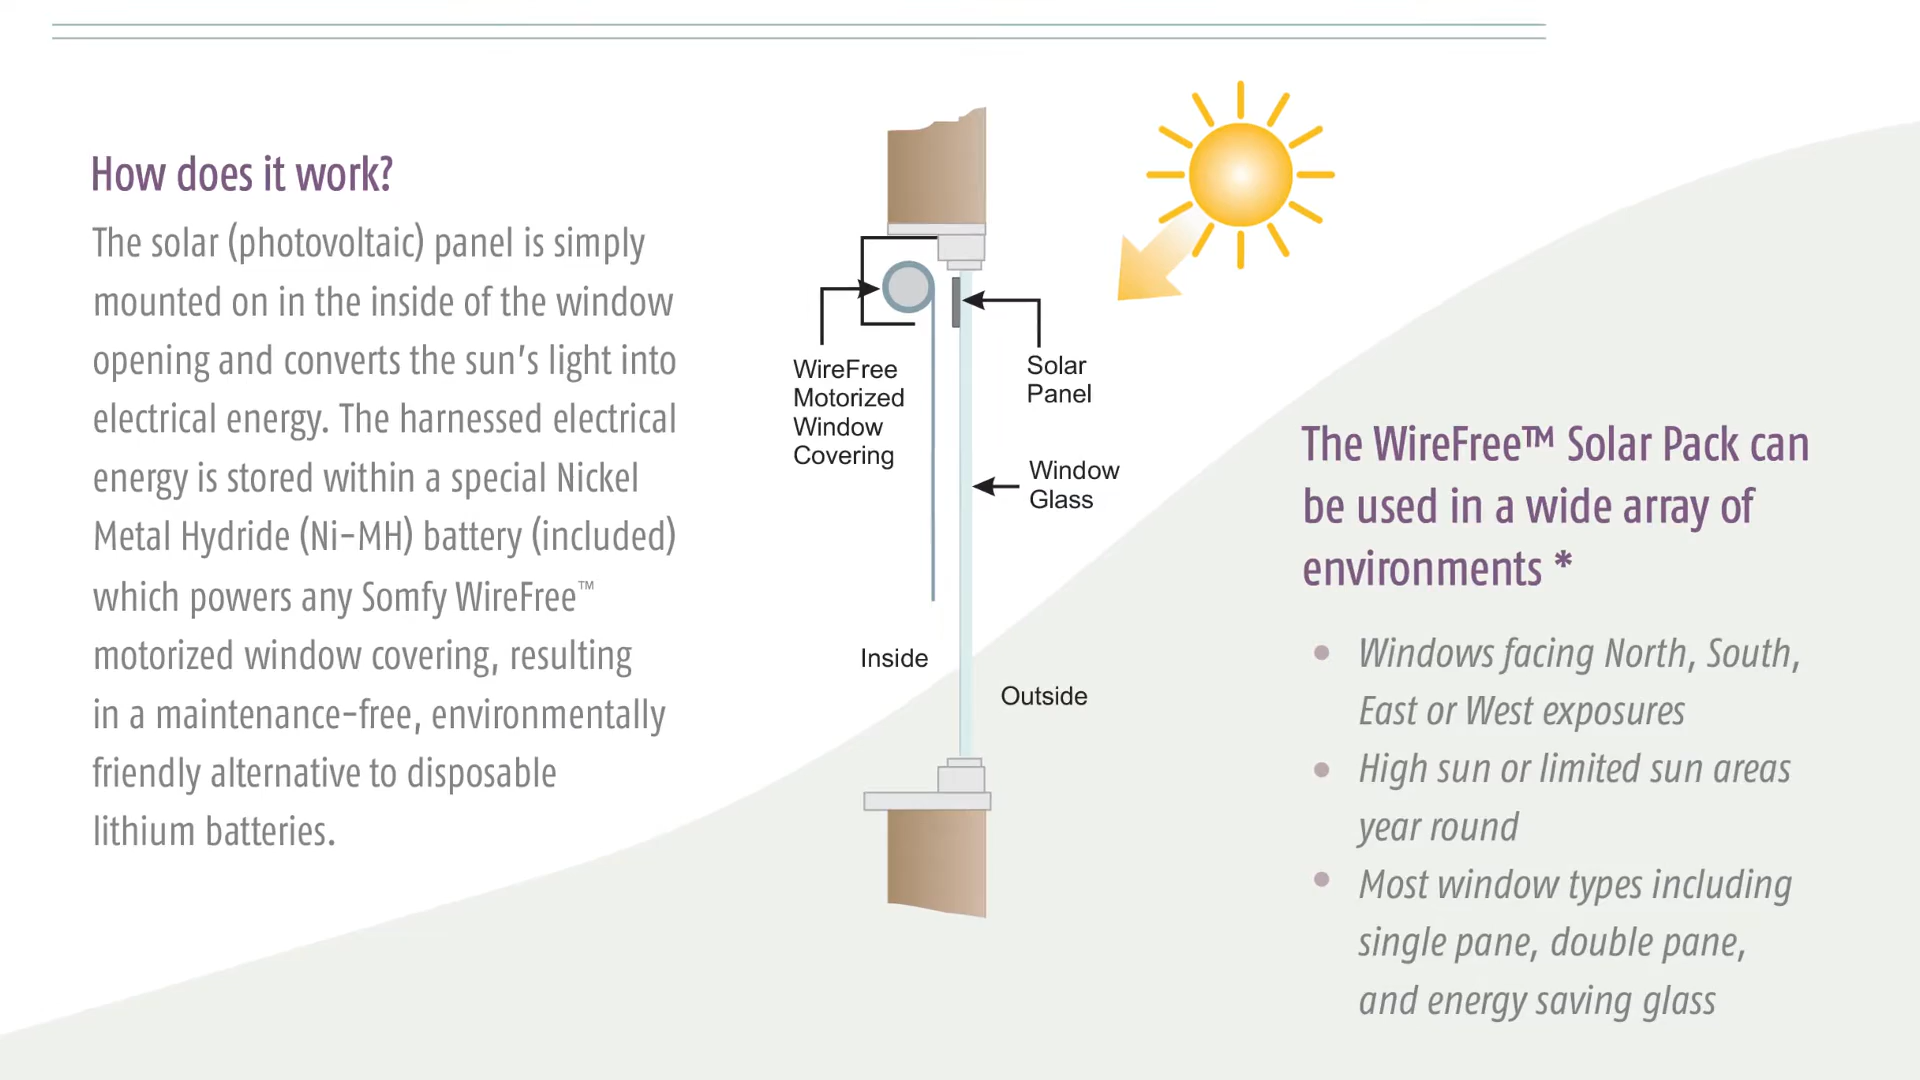 How does it work?
The solar (photovoltaic) panel is simply
mounted on in the inside of the window
opening and converts the sun's light into
electrical energy. The harnessed electrical
energy is stored within a special Nickel
Metal Hydride (Ni-MH) battery (included)
which powers any Somfy WireFree™
motorized window covering, resulting
in a maintenance-free, environmentally
friendly alternative to disposable
lithium batteries.
WireFree
Motorized
Window
Covering
Solar
Panel
Window
Glass
Inside
Outside
The WireFree™ Solar Pack can
be used in a wide array of
environments *
• Windows facing North, South,
East or West exposures
• High sun or limited sun areas
year round
• Most window types including
single pane, double pane,
and energy saving glass